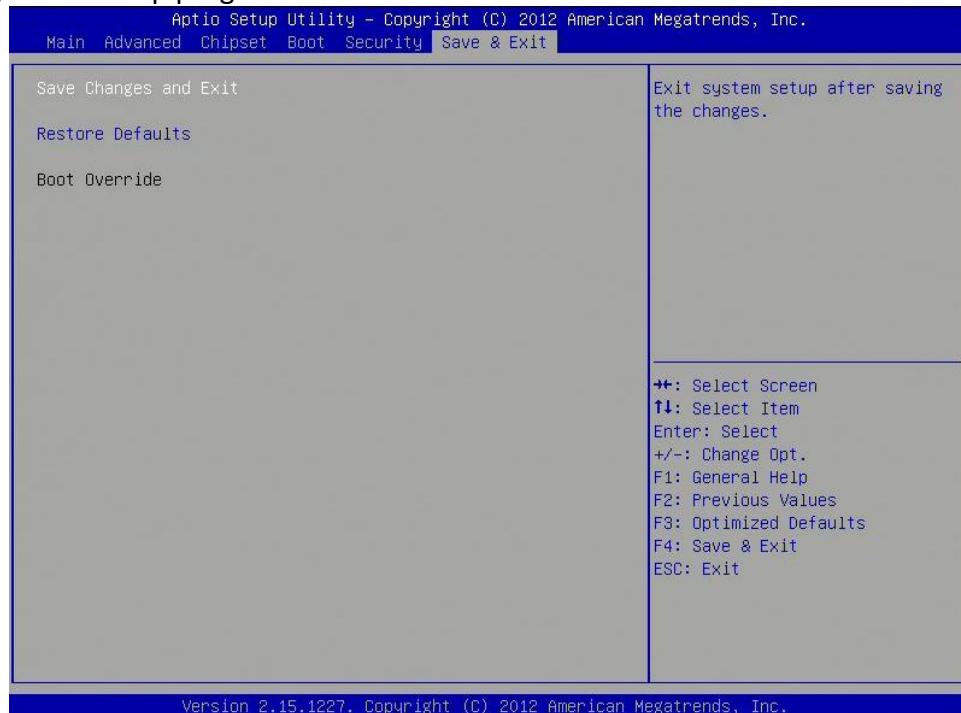 Aptio Setup Utility – Copyright (C) 2012 American Megatrends, Inc.
Main Advanced Chipset Boot Security Save & Exit
Save Changes and Exit
Restore Defaults
Boot Override
Exit system setup after saving
the changes.
→←: Select Screen
↑↓: Select Item
Enter: Select
+/-: Change Opt.
F1: General Help
F2: Previous Values
F3: Optimized Defaults
F4: Save & Exit
ESC: Exit
Version 2.15.1227. Copyright (C) 2012 American Megatrends, Inc.